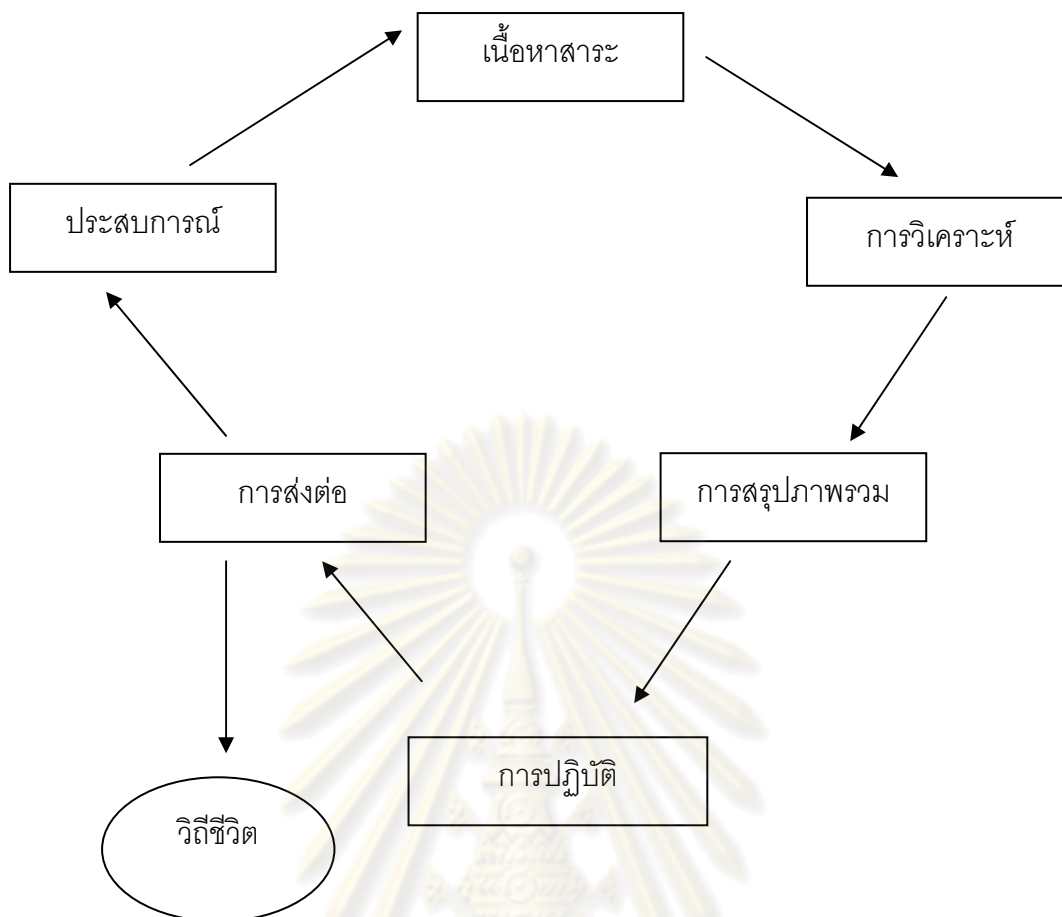 เนื้อหาสาระ
ประสบการณ์
การวิเคราะห์
การส่งต่อ
การสรุปภาพรวม
การปฏิบัติ
วิถีชีวิต